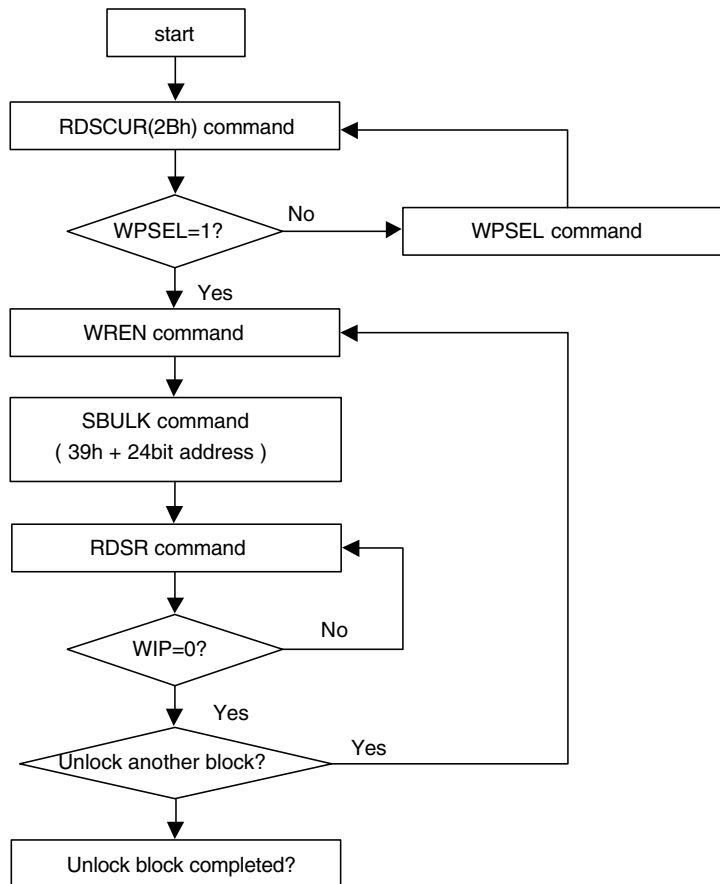 start
RDSCUR(2Bh) command
WPSEL=1?
No
WPSEL command
Yes
WREN command
SBULK command
( 39h + 24bit address )
RDSR command
WIP=0?
No
Yes
Unlock another block?
Yes
Unlock block completed?